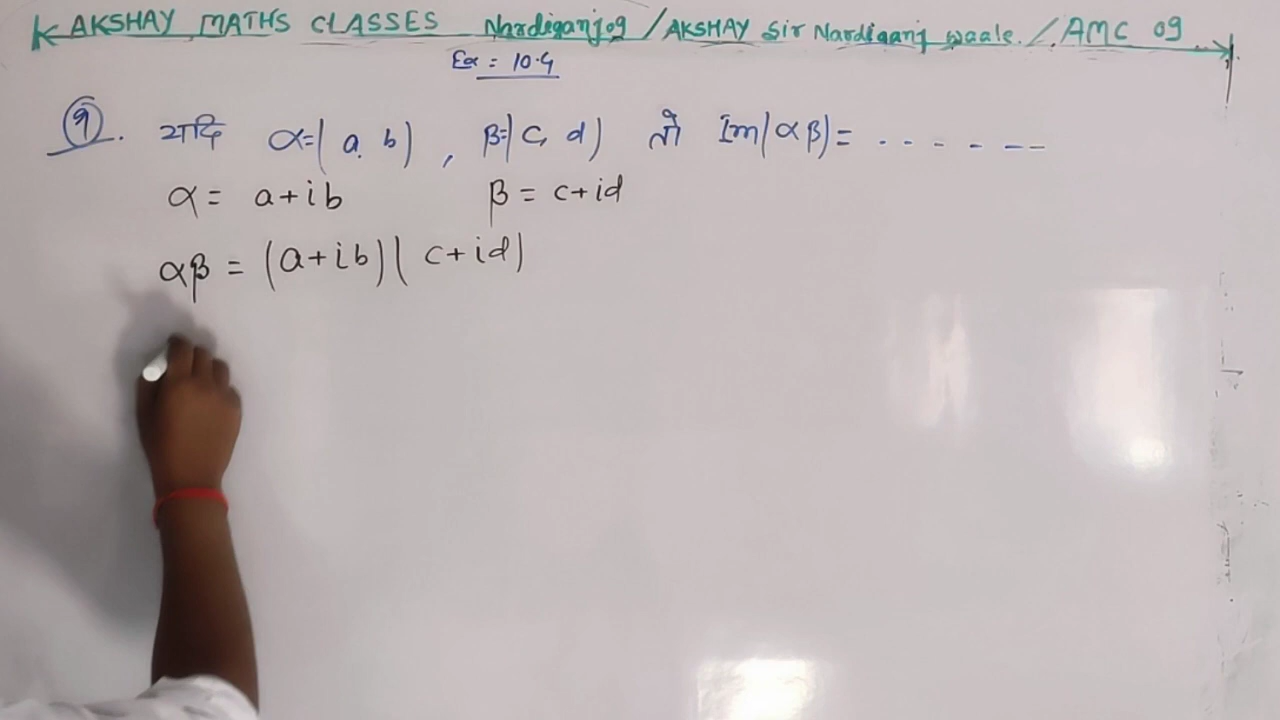 AKSHAY MATHS CLASSES Nardiganj09 / AKSHAY Sir Nardiganj waale. / AMC 09
Ex = 10.4
9. यदि α=(a, b) , β=(c, d) तो Im(αβ)= - - - - - - -
α = a+ib β = c+id
αβ = (a+ib)(c+id)